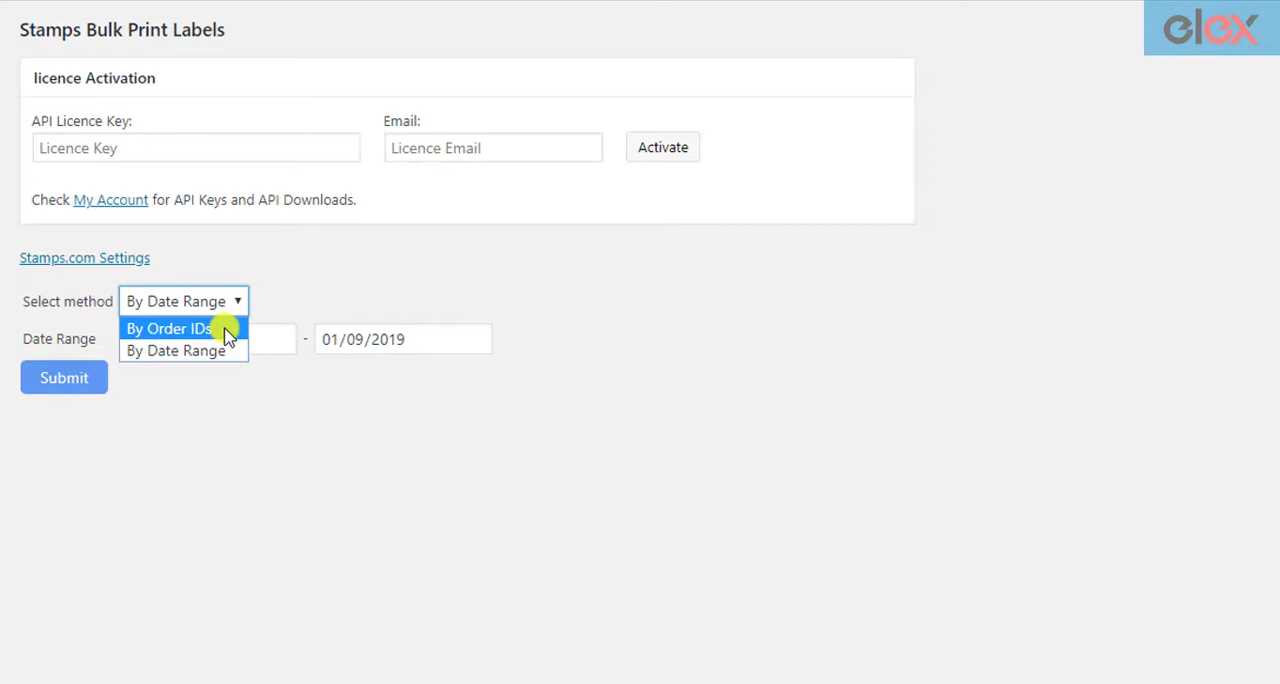 Stamps Bulk Print Labels
elex
licence Activation
API Licence Key:
Email:
Licence Key
Licence Email
Activate
Check My Account for API Keys and API Downloads.
Stamps.com Settings
Select method
By Date Range
By Order IDs
By Date Range
Date Range
- 01/09/2019
Submit